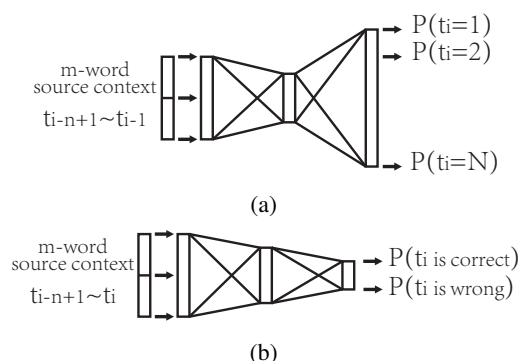 m-word
source context
ti-n+1~ti-1
P(ti=1)
P(ti=2)
P(ti=N)
(a)
m-word
source context
ti-n+1~ti
P(ti is correct)
P(ti is wrong)
(b)